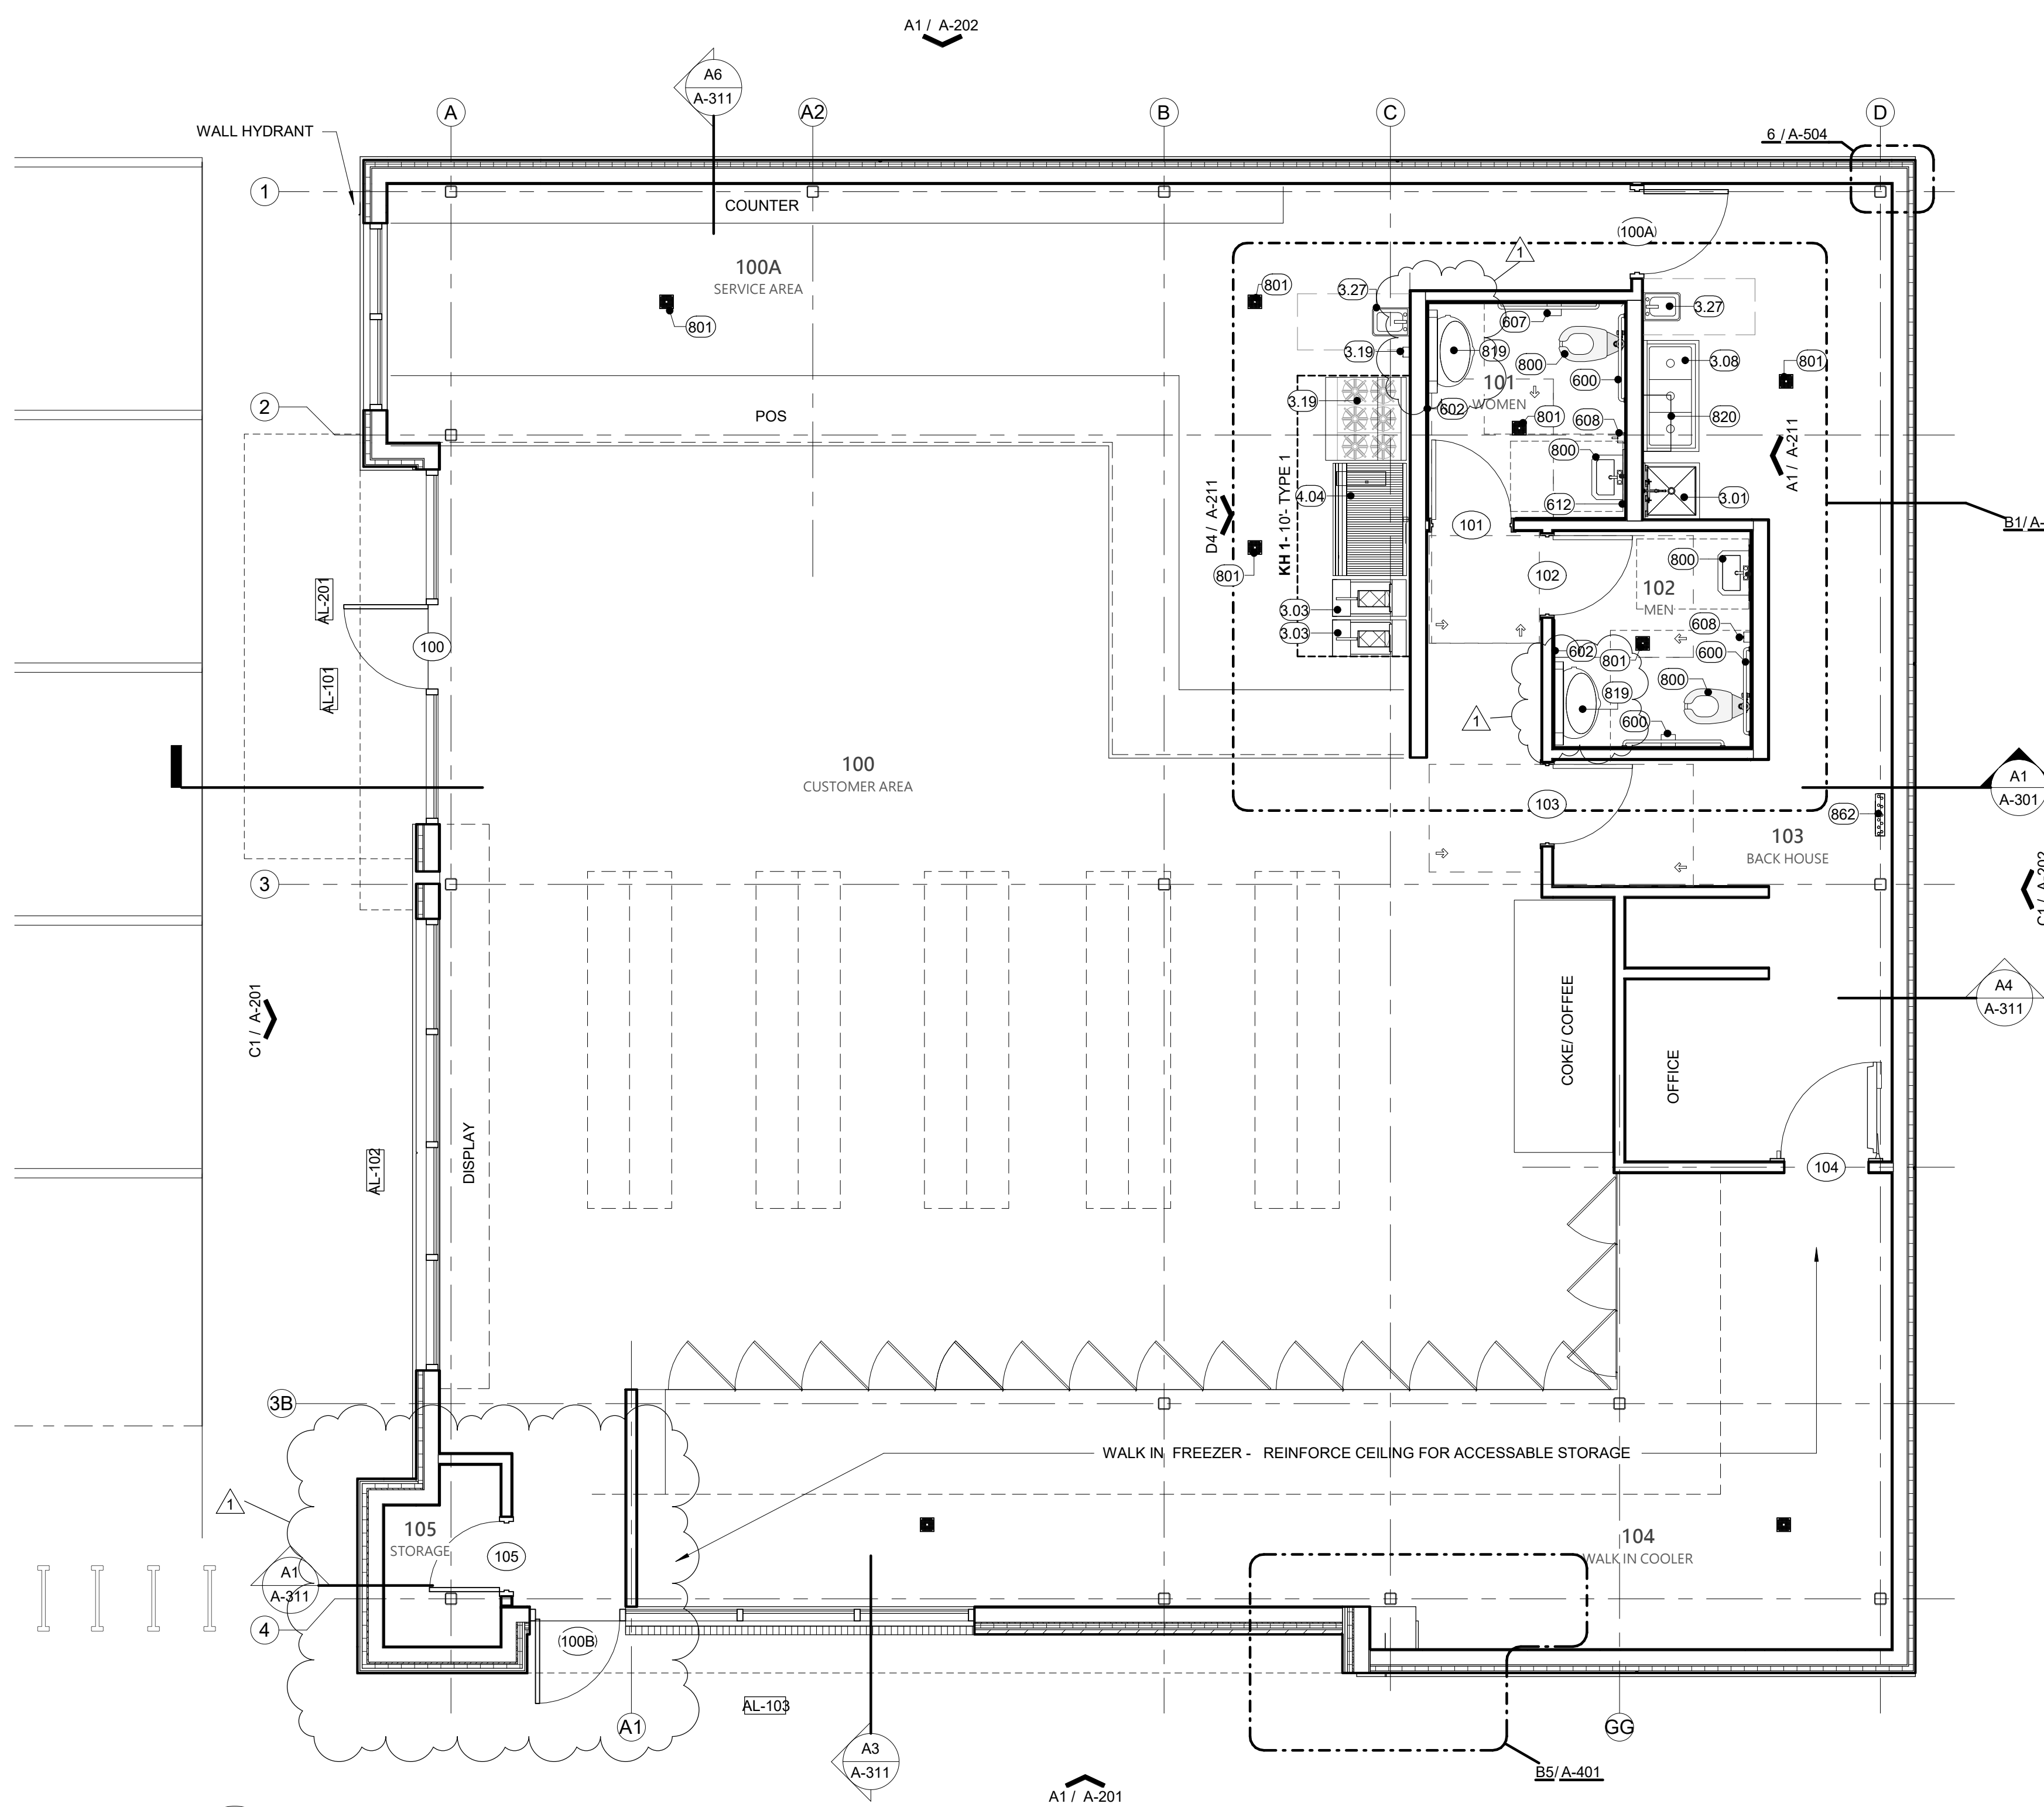 A1 / A-202
A6
A-311
A
A2
B
C
D
WALL HYDRANT
6 / A-504
1
COUNTER
100A
SERVICE AREA
801
(100A)
1
801
3.27
607
3.27
3.19
819
800
600
3.08
801
101
WOMEN
3.19
602
801
608
820
2
POS
800
A1 / A-211
KH 1- 10'- TYPE 1
4.04
D4 / A-211
612
3.01
101
B1/ A-
801
102
800
102
MEN
3.03
3.03
608
602
801
600
800
819
1
600
AL-201
100
AL-101
100
CUSTOMER AREA
A1
A-301
103
862
103
BACK HOUSE
C1 / A-202
3
C1 / A-201
A4
A-311
COKE/ COFFEE
OFFICE
DISPLAY
AL-102
104
3B
WALK IN FREEZER - REINFORCE CEILING FOR ACCESSABLE STORAGE
1
105
STORAGE
105
104
WALK IN COOLER
A1
A-311
4
(100B)
AL-103
A1
GG
A3
A-311
B5/ A-401
A1 / A-201